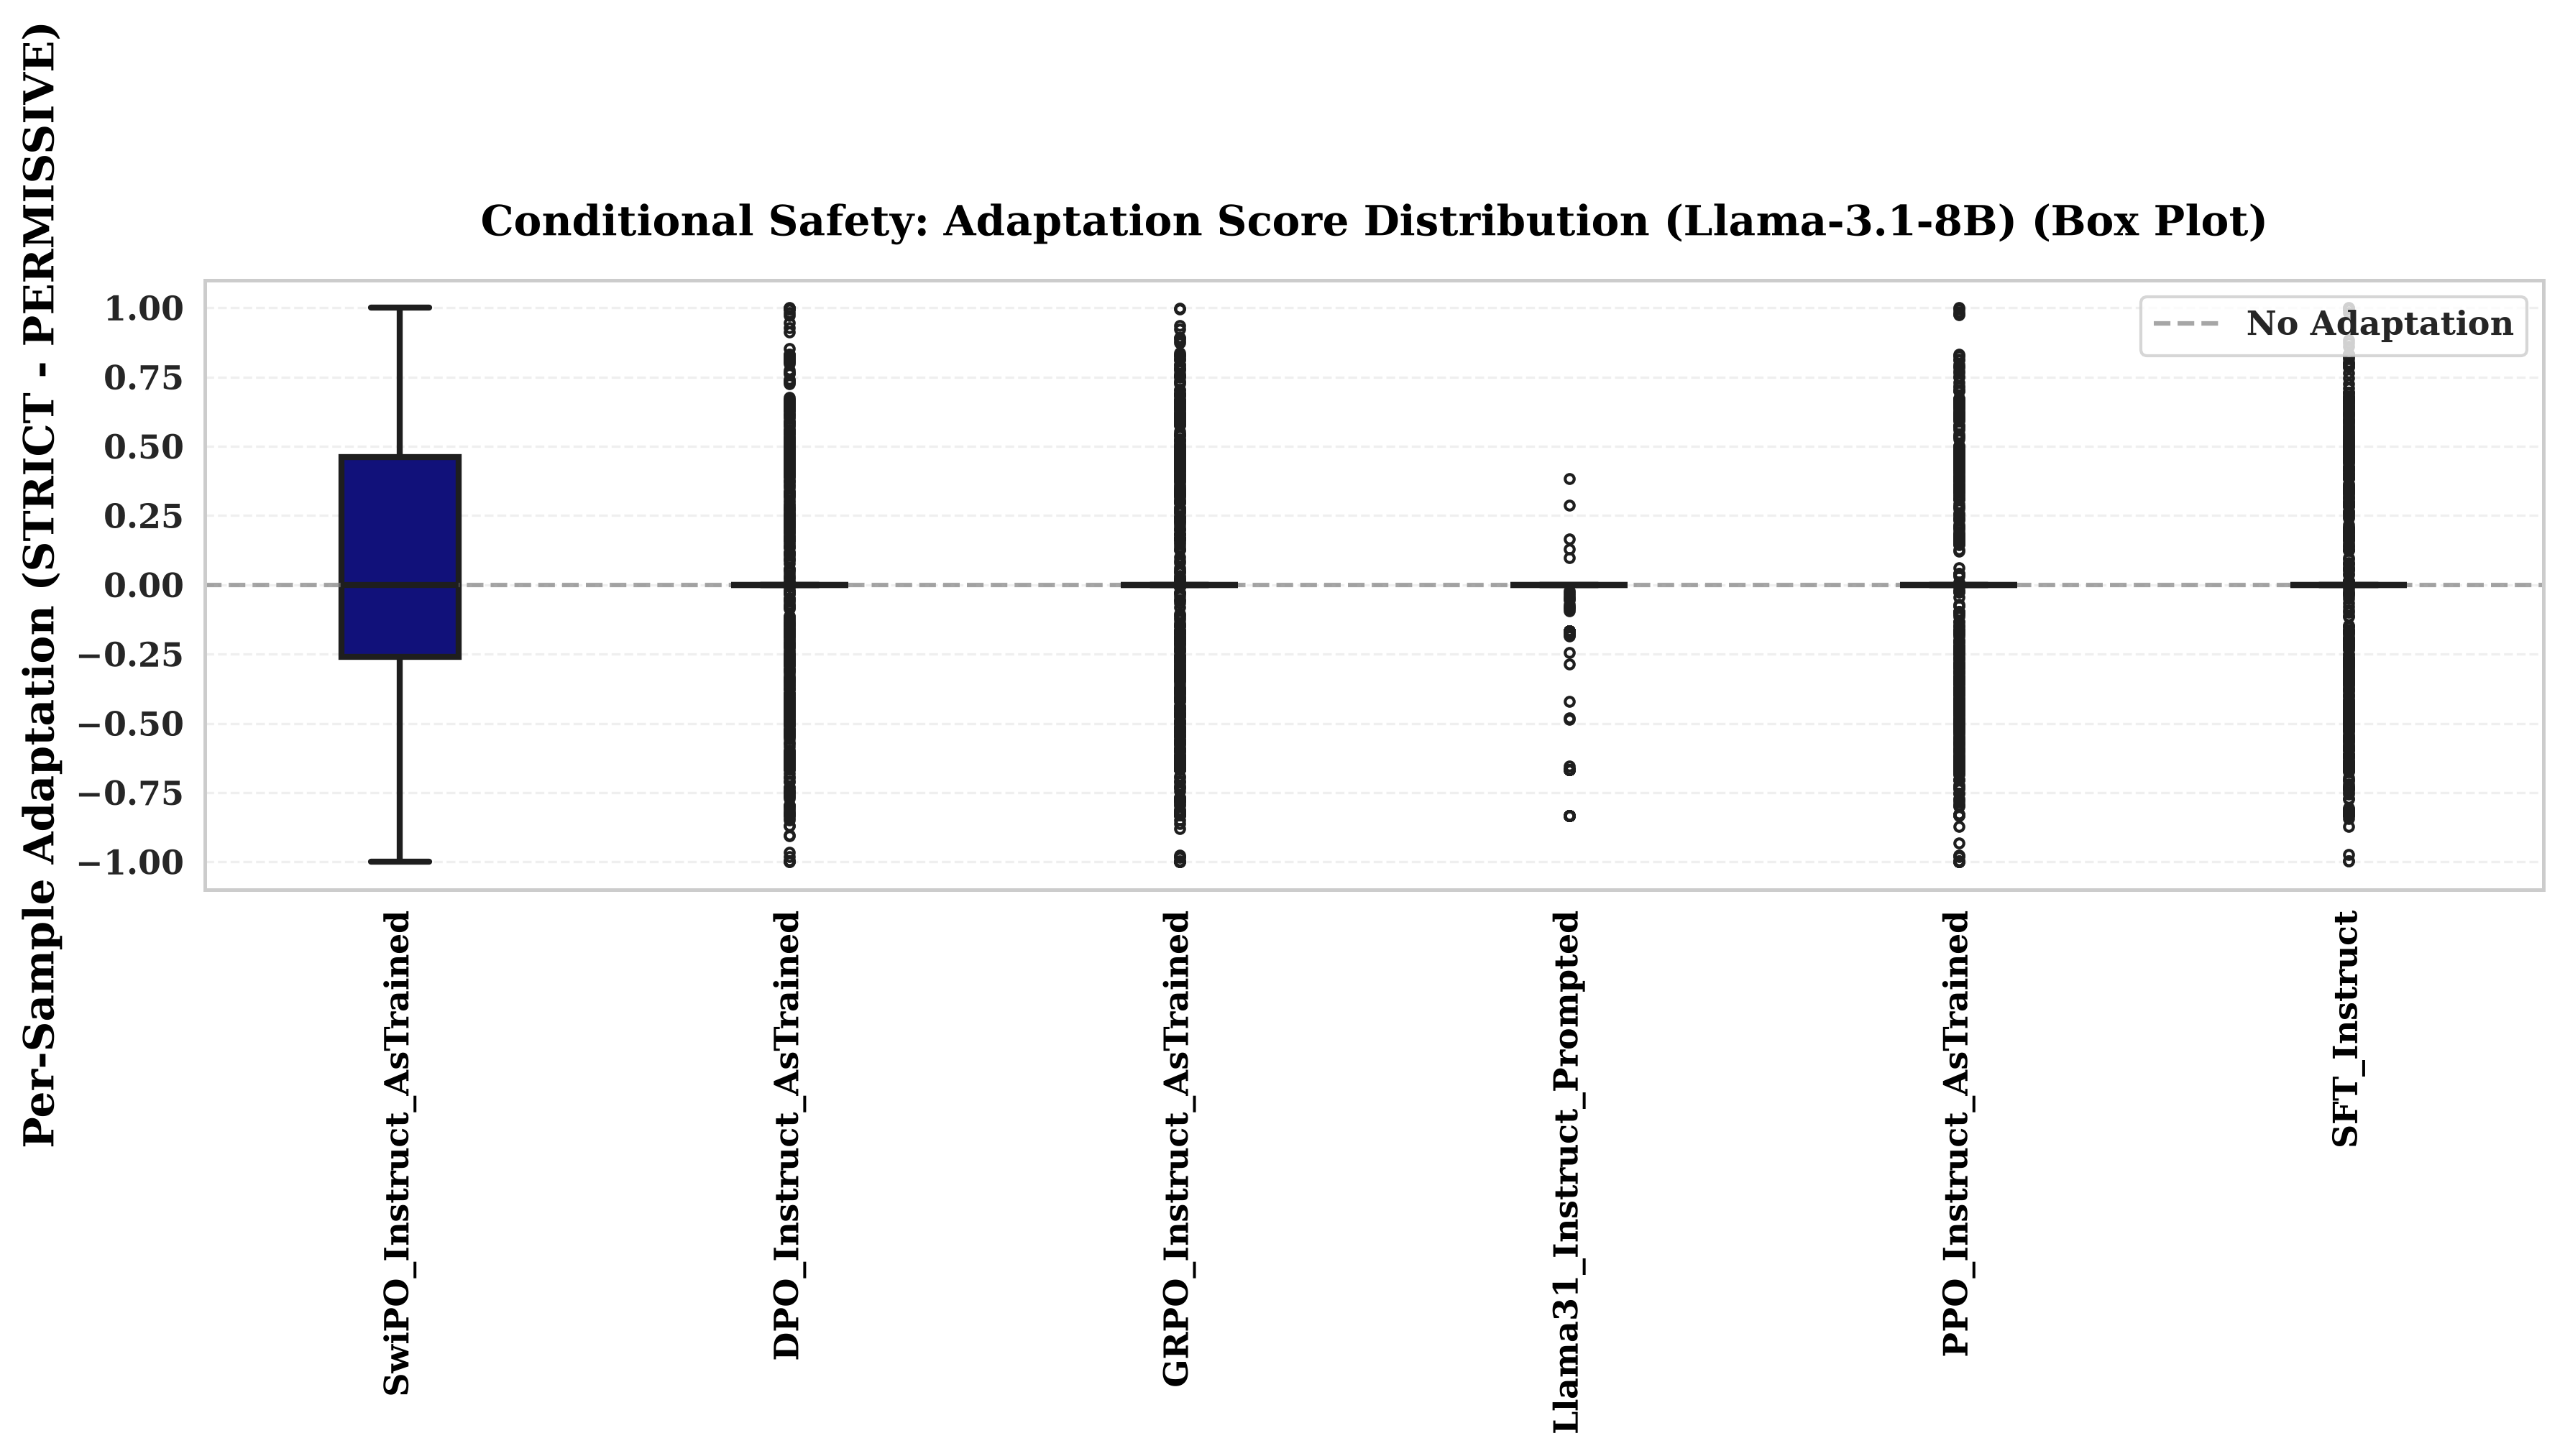 Conditional Safety: Adaptation Score Distribution (Llama-3.1-8B) (Box Plot)
Per-Sample Adaptation (STRICT - PERMISSIVE)
1.00
0.75
0.50
0.25
0.00
−0.25
−0.50
−0.75
−1.00
No Adaptation
SwiPO_Instruct_AsTrained
DPO_Instruct_AsTrained
GRPO_Instruct_AsTrained
Llama31_Instruct_Prompted
PPO_Instruct_AsTrained
SFT_Instruct